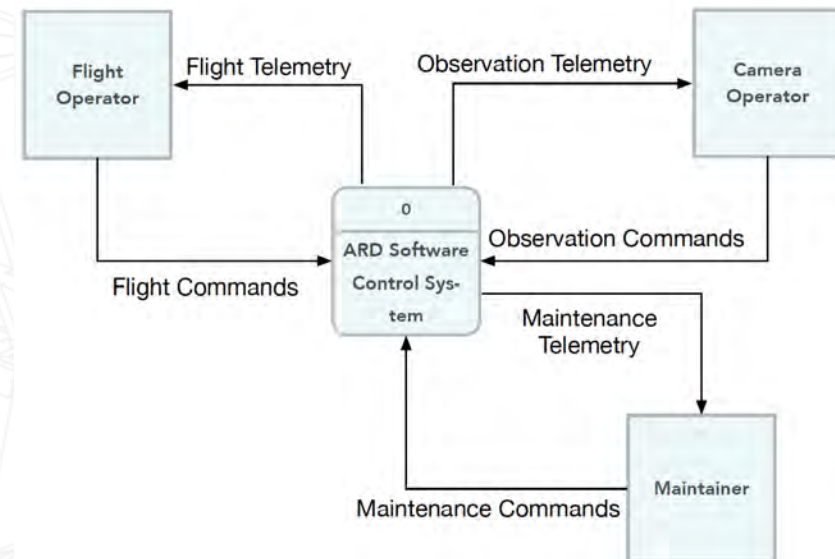 Flight
Operator
Flight Telemetry
Observation Telemetry
Camera
Operator
0
ARD Software
Control Sys-
tem
Flight Commands
Observation Commands
Maintenance
Telemetry
Maintainer
Maintenance Commands